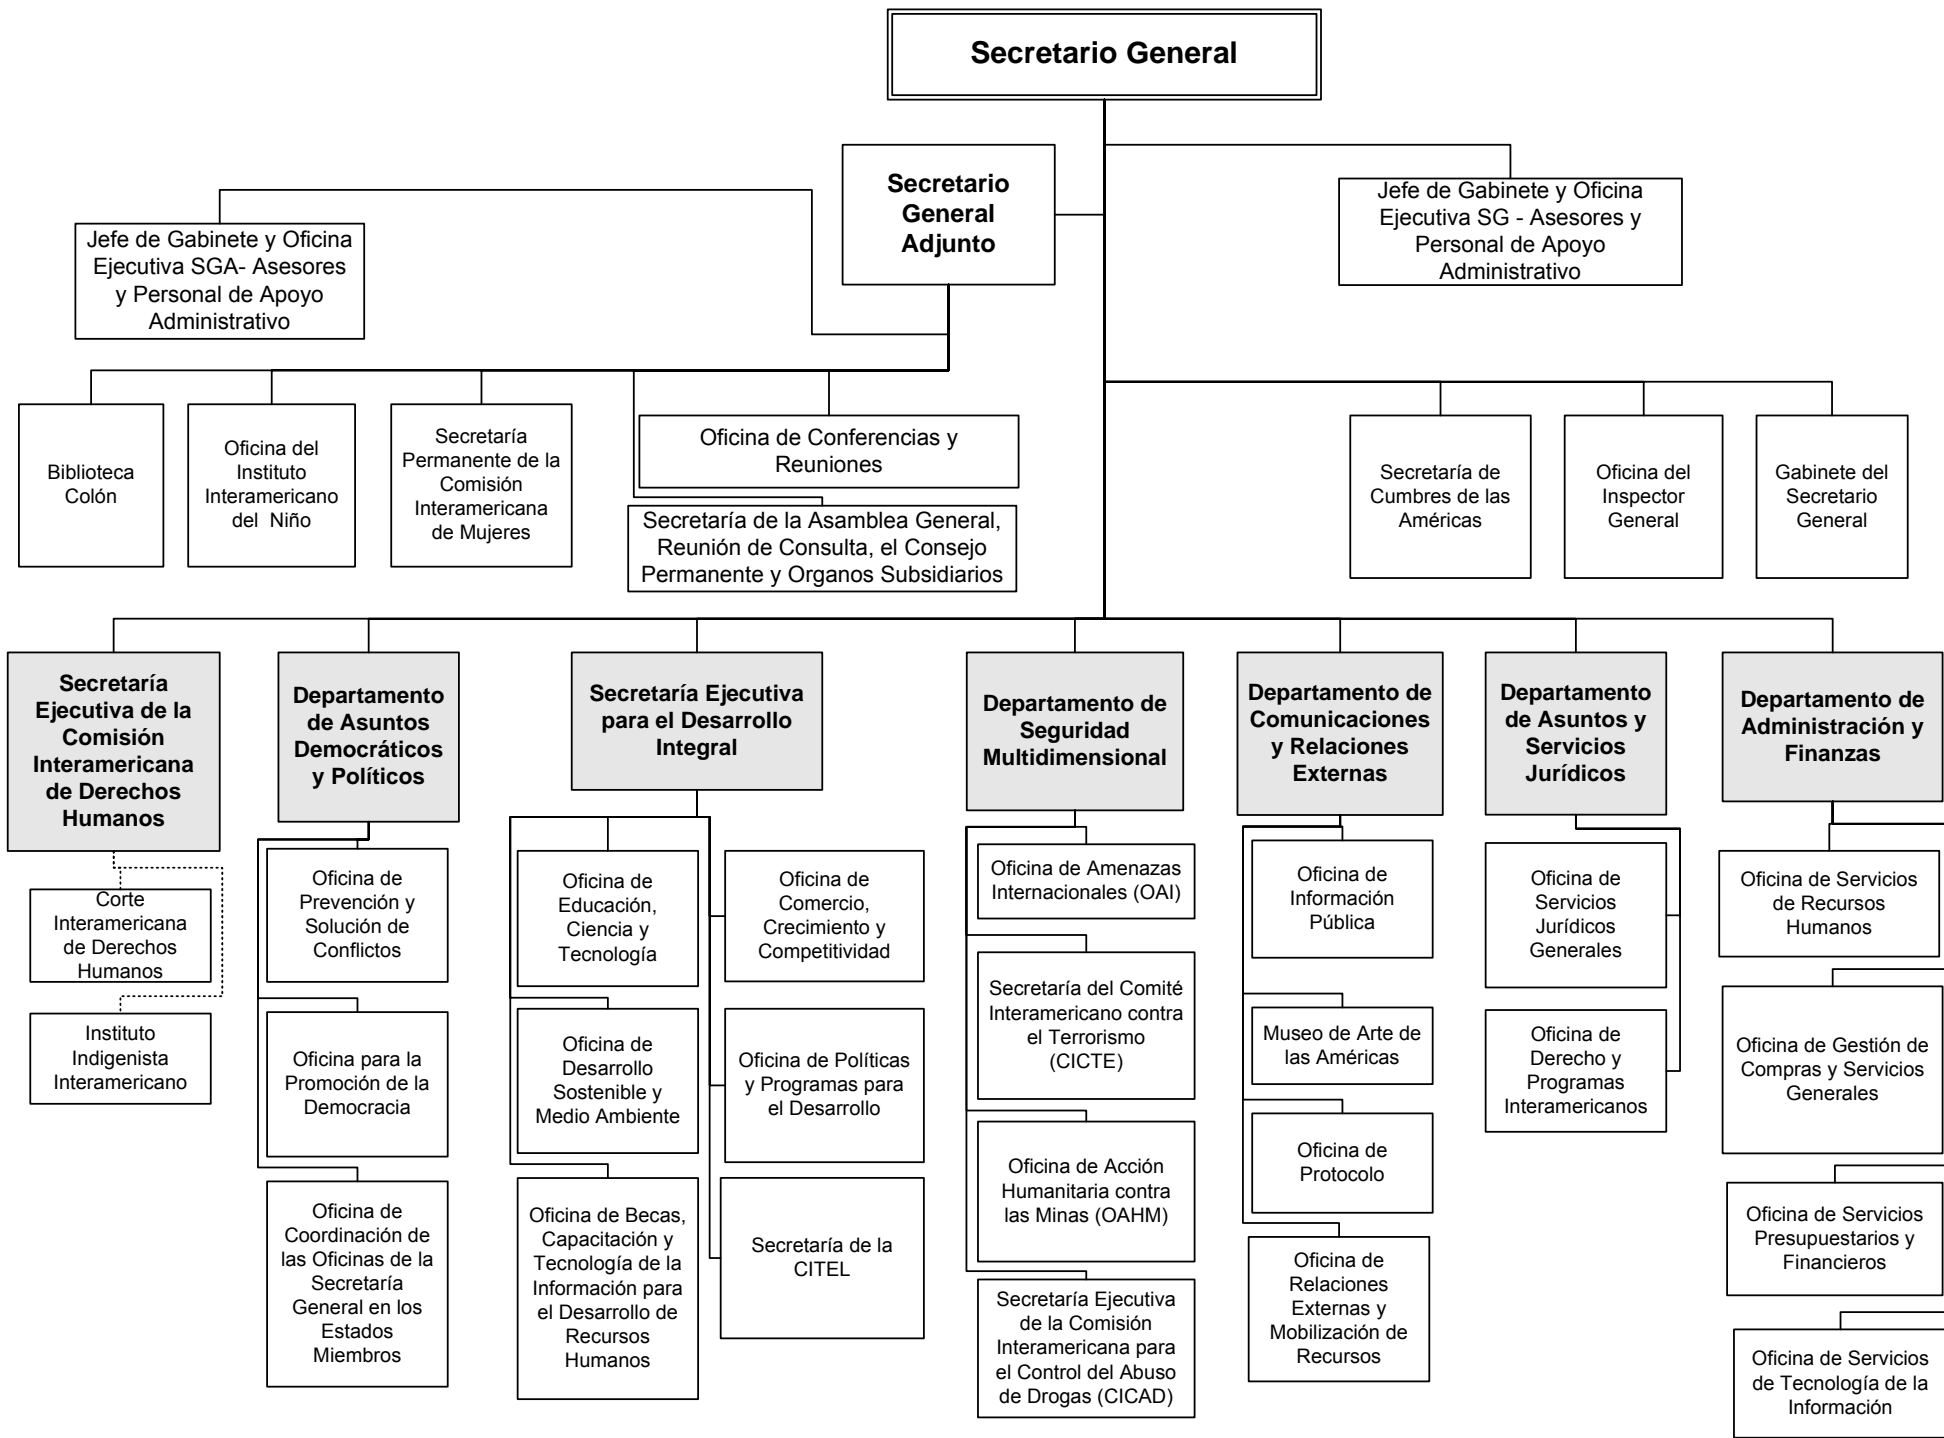 Secretario General
Secretario
General
Adjunto
Jefe de Gabinete y Oficina
Ejecutiva SG - Asesores y
Personal de Apoyo
Administrativo
Jefe de Gabinete y Oficina
Ejecutiva SGA- Asesores
y Personal de Apoyo
Administrativo
Biblioteca
Colón
Oficina del
Instituto
Interamericano
del Niño
Secretaría
Permanente de la
Comisión
Interamericana
de Mujeres
Oficina de Conferencias y
Reuniones
Secretaría de la Asamblea General,
Reunión de Consulta, el Consejo
Permanente y Organos Subsidiarios
Secretaría de
Cumbres de las
Américas
Oficina del
Inspector
General
Gabinete del
Secretario
General
Secretaría
Ejecutiva de la
Comisión
Interamericana
de Derechos
Humanos
Corte
Interamericana
de Derechos
Humanos
Instituto
Indigenista
Interamericano
Departamento
de Asuntos
Democráticos
y Políticos
Oficina de
Prevención y
Solución de
Conflictos
Oficina para la
Promoción de la
Democracia
Oficina de
Coordinación de
las Oficinas de la
Secretaría
General en los
Estados
Miembros
Secretaría Ejecutiva
para el Desarrollo
Integral
Oficina de
Educación,
Ciencia y
Tecnología
Oficina de
Comercio,
Crecimiento y
Competitividad
Oficina de
Desarrollo
Sostenible y
Medio Ambiente
Oficina de Políticas
y Programas para
el Desarrollo
Oficina de Becas,
Capacitación y
Tecnología de la
Información para
el Desarrollo de
Recursos
Humanos
Secretaría de la
CITEL
Departamento de
Seguridad
Multidimensional
Oficina de Amenazas
Internacionales (OAI)
Secretaría del Comité
Interamericano contra
el Terrorismo
(CICTE)
Oficina de Acción
Humanitaria contra
las Minas (OAHM)
Secretaría Ejecutiva
de la Comisión
Interamericana para
el Control del Abuso
de Drogas (CICAD)
Departamento de
Comunicaciones
y Relaciones
Externas
Oficina de
Información
Pública
Museo de Arte de
las Américas
Oficina de
Protocolo
Oficina de
Relaciones
Externas y
Mobilización de
Recursos
Departamento
de Asuntos y
Servicios
Jurídicos
Oficina de
Servicios
Jurídicos
Generales
Oficina de
Derecho y
Programas
Interamericanos
Departamento de
Administración y
Finanzas
Oficina de Servicios
de Recursos
Humanos
Oficina de Gestión de
Compras y Servicios
Generales
Oficina de Servicios
Presupuestarios y
Financieros
Oficina de Servicios
de Tecnología de la
Información